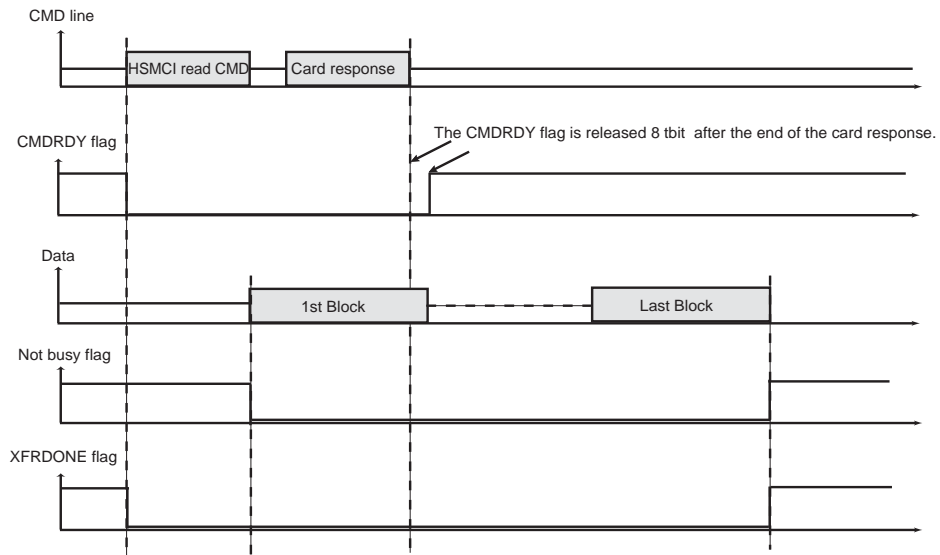 CMD line
HSMCI read CMD
Card response
The CMDRDY flag is released 8 tbit after the end of the card response.
CMDRDY flag
Data
1st Block
Last Block
Not busy flag
XFRDONE flag